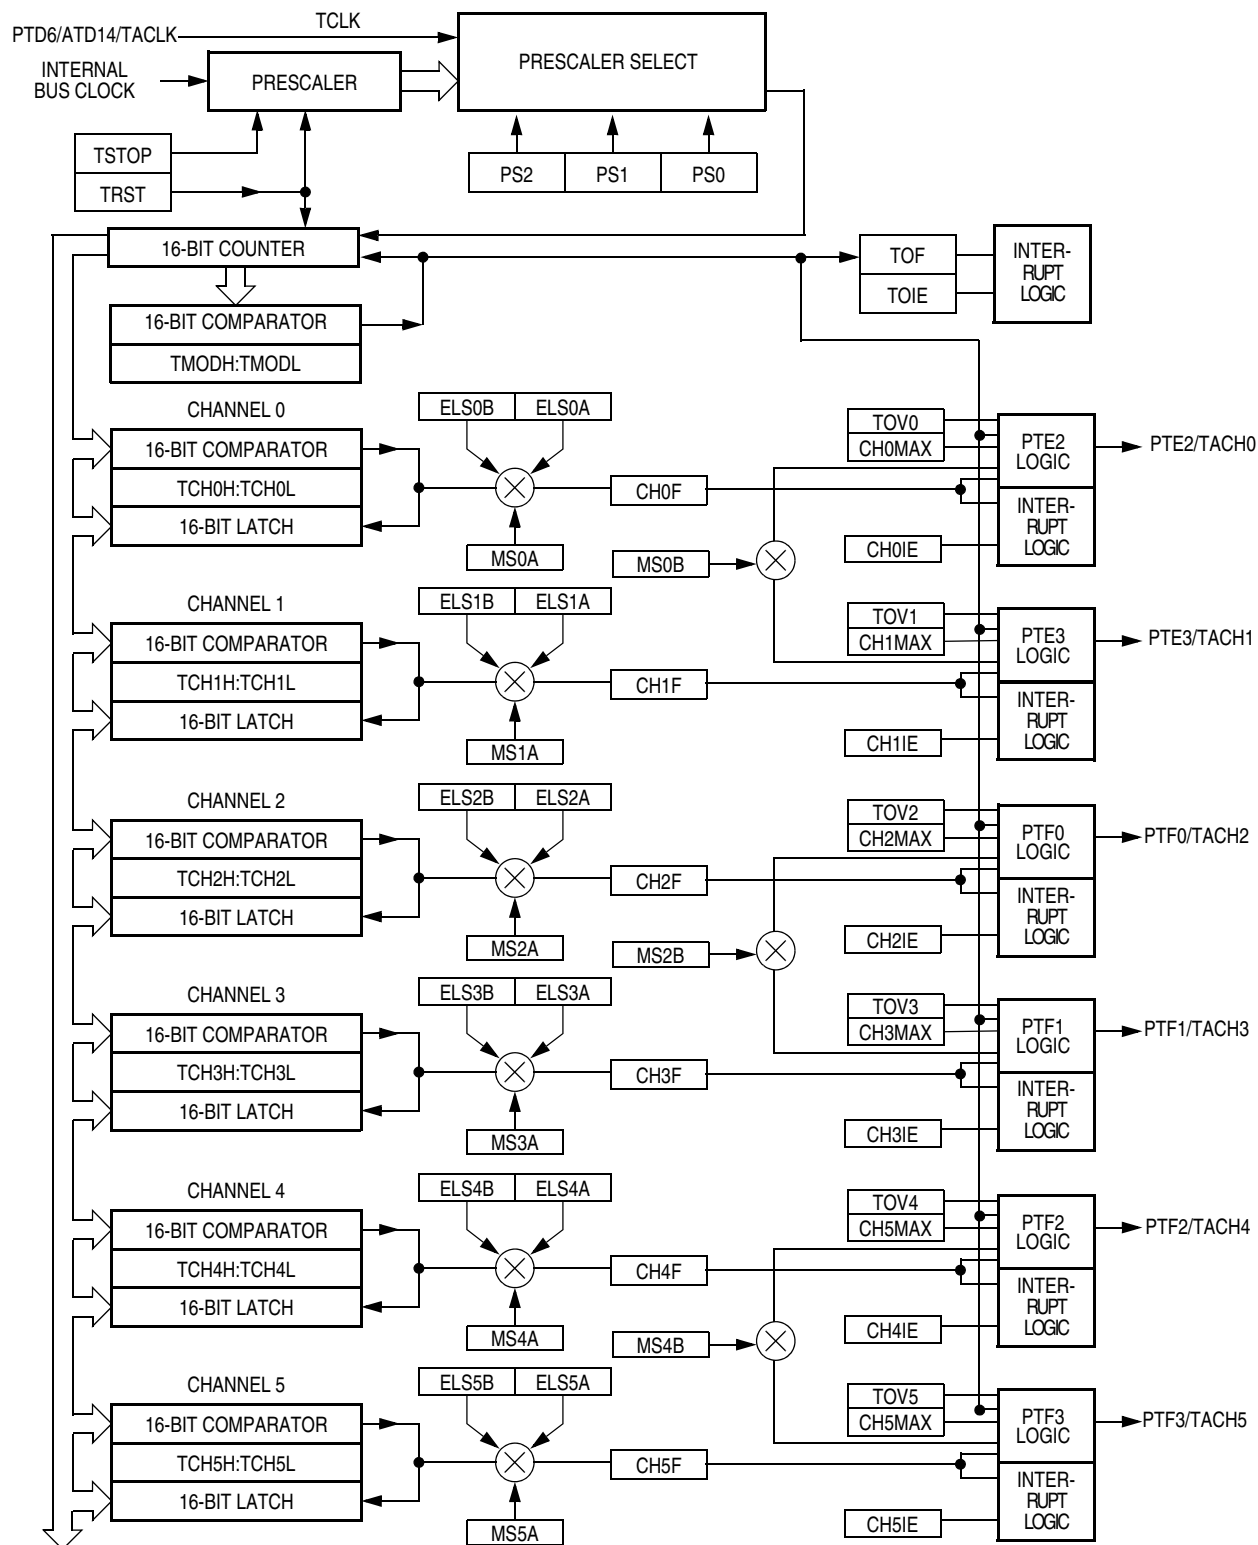 TCLK
PTD6/ATD14/TACLK
INTERNAL
BUS CLOCK
PRESCALER
PRESCALER SELECT
TSTOP
TRST
PS2
PS1
PS0
16-BIT COUNTER
TOF
TOIE
INTER-
RUPT
LOGIC
16-BIT COMPARATOR
TMODH:TMODL
CHANNEL 0
ELS0B
ELS0A
TOV0
CH0MAX
PTE2
LOGIC
PTE2/TACH0
16-BIT COMPARATOR
TCH0H:TCH0L
16-BIT LATCH
CH0F
INTER-
RUPT
LOGIC
MS0A
MS0B
CH0IE
CHANNEL 1
ELS1B
ELS1A
TOV1
CH1MAX
PTE3
LOGIC
PTE3/TACH1
16-BIT COMPARATOR
TCH1H:TCH1L
16-BIT LATCH
CH1F
INTER-
RUPT
LOGIC
MS1A
CH1IE
CHANNEL 2
ELS2B
ELS2A
TOV2
CH2MAX
PTF0
LOGIC
PTF0/TACH2
16-BIT COMPARATOR
TCH2H:TCH2L
16-BIT LATCH
CH2F
INTER-
RUPT
LOGIC
MS2A
MS2B
CH2IE
CHANNEL 3
ELS3B
ELS3A
TOV3
CH3MAX
PTF1
LOGIC
PTF1/TACH3
16-BIT COMPARATOR
TCH3H:TCH3L
16-BIT LATCH
CH3F
INTER-
RUPT
LOGIC
MS3A
CH3IE
CHANNEL 4
ELS4B
ELS4A
TOV4
CH5MAX
PTF2
LOGIC
PTF2/TACH4
16-BIT COMPARATOR
TCH4H:TCH4L
16-BIT LATCH
CH4F
INTER-
RUPT
LOGIC
MS4A
MS4B
CH4IE
CHANNEL 5
ELS5B
ELS5A
TOV5
CH5MAX
PTF3
LOGIC
PTF3/TACH5
16-BIT COMPARATOR
TCH5H:TCH5L
16-BIT LATCH
CH5F
INTER-
RUPT
LOGIC
MS5A
CH5IE